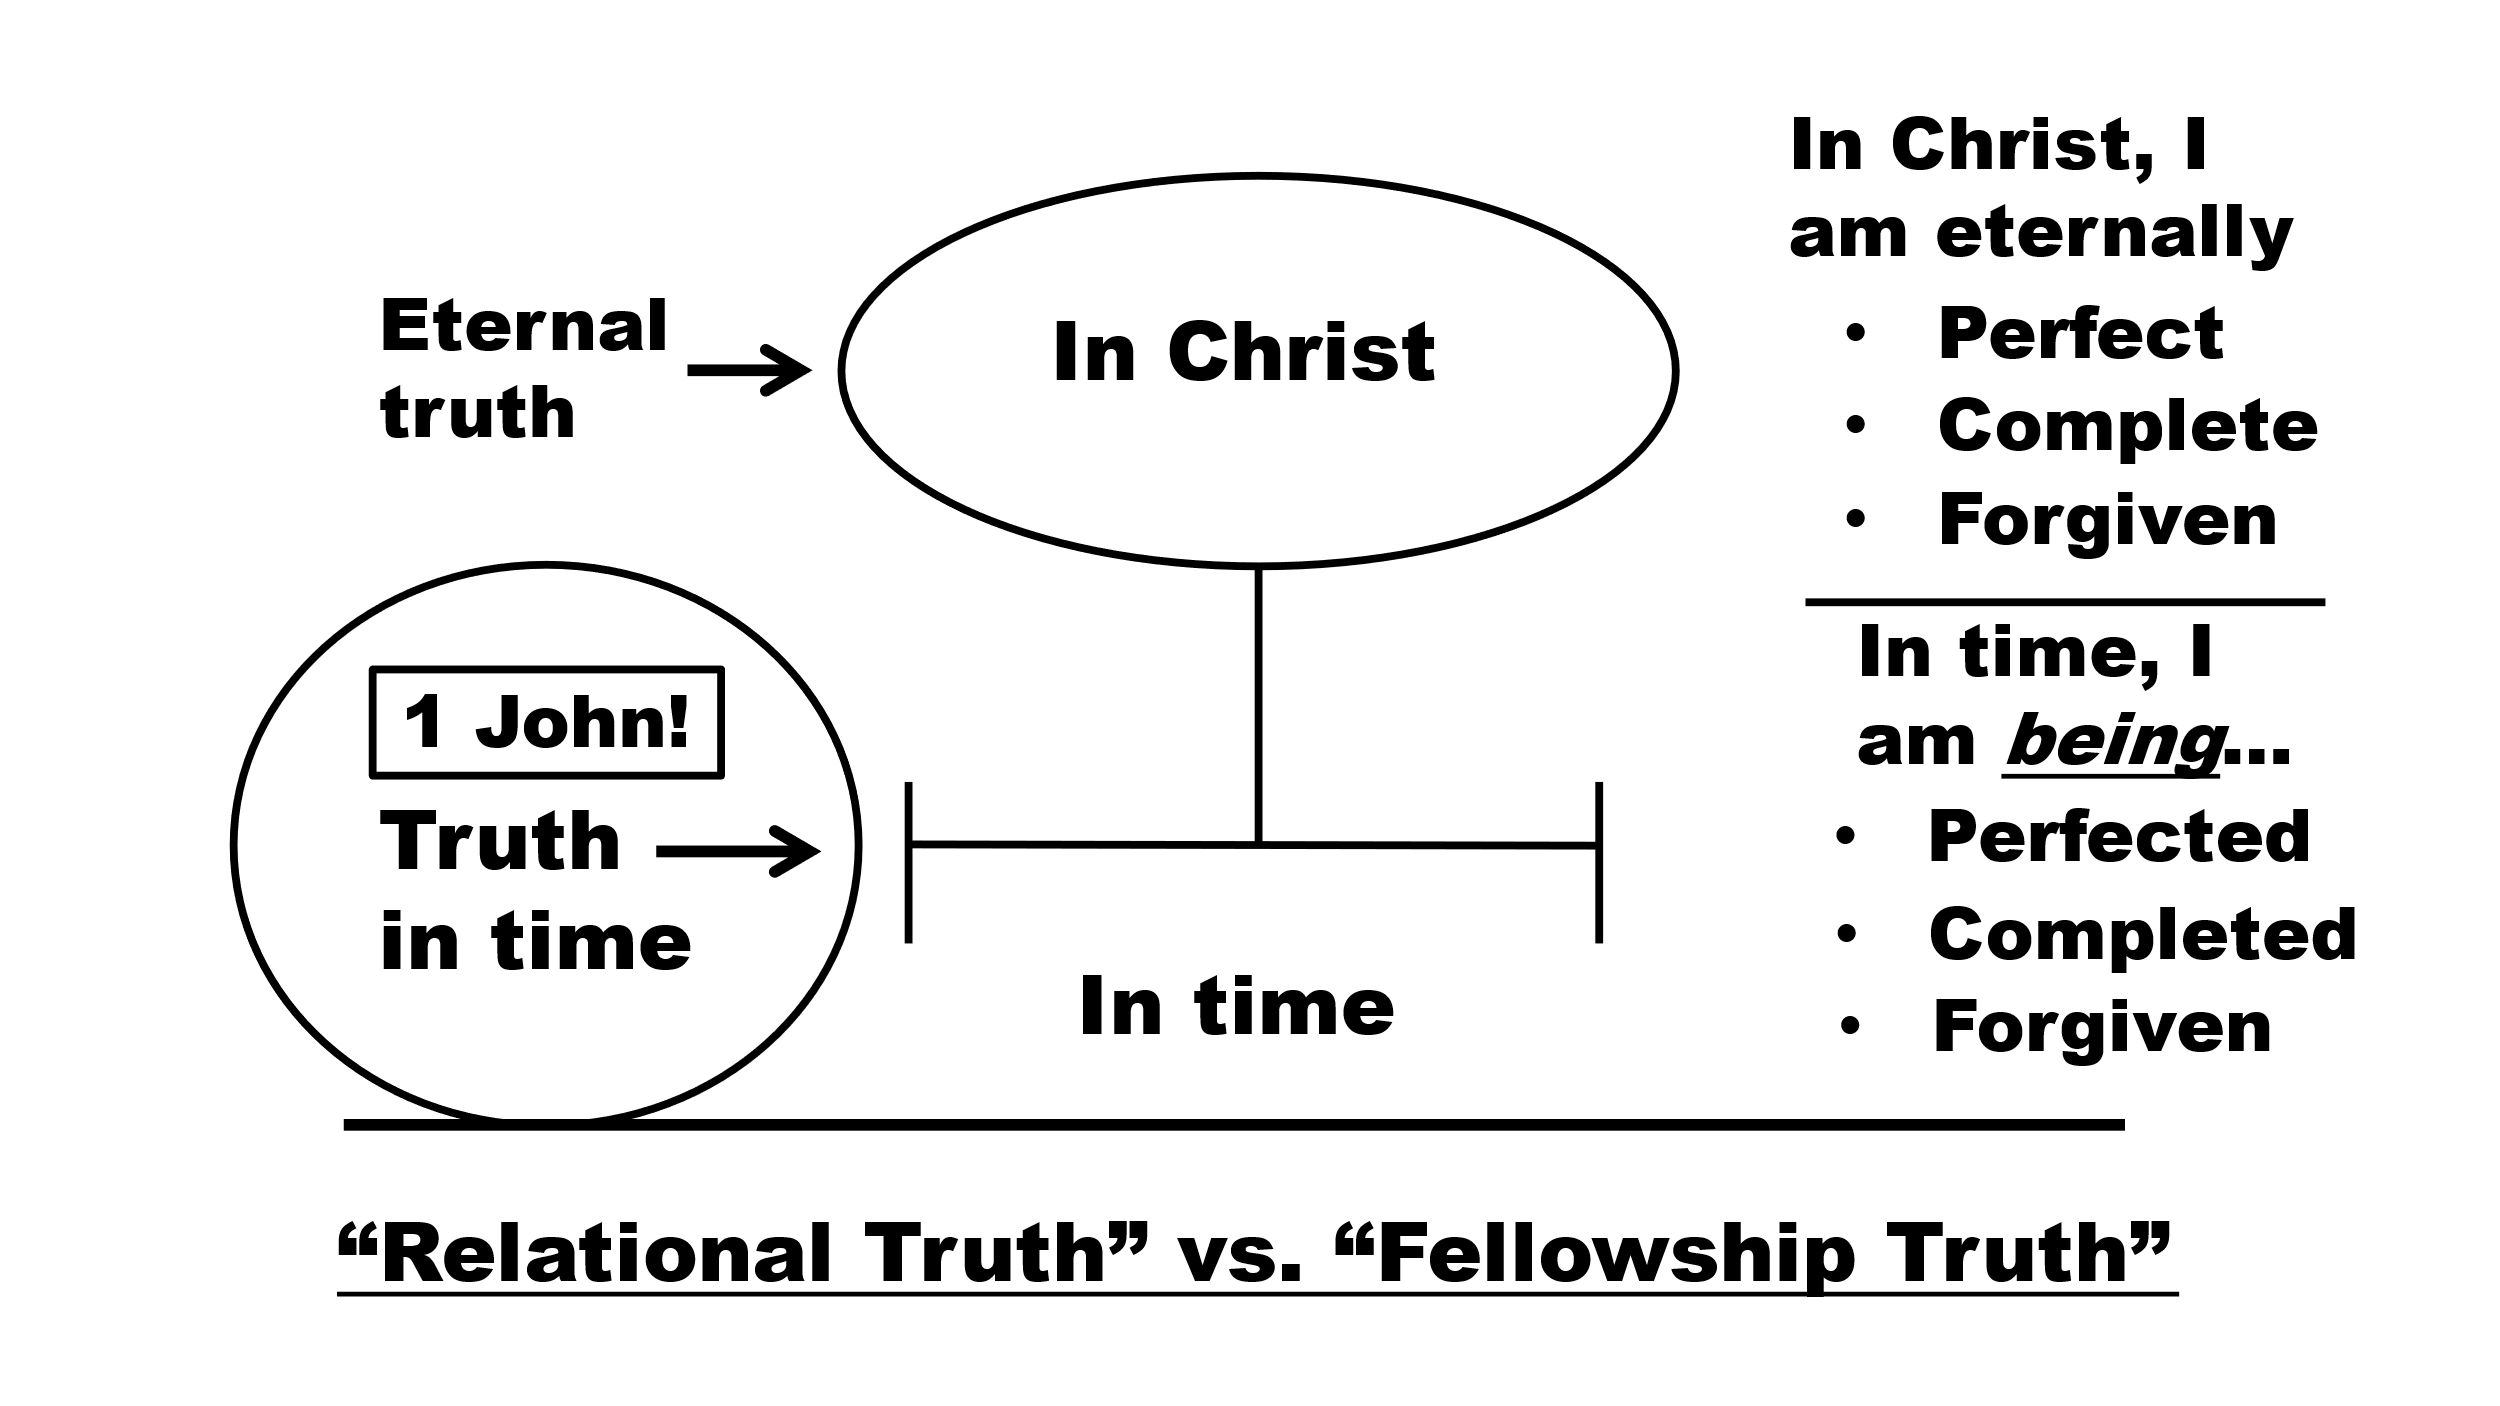 Eternal
truth
In Christ
1 John!
Truth
in time
In time
In Christ, I
am eternally
• Perfect
• Complete
• Forgiven
In time, I
am being...
• Perfected
• Completed
• Forgiven
“Relational Truth” vs. “Fellowship Truth”